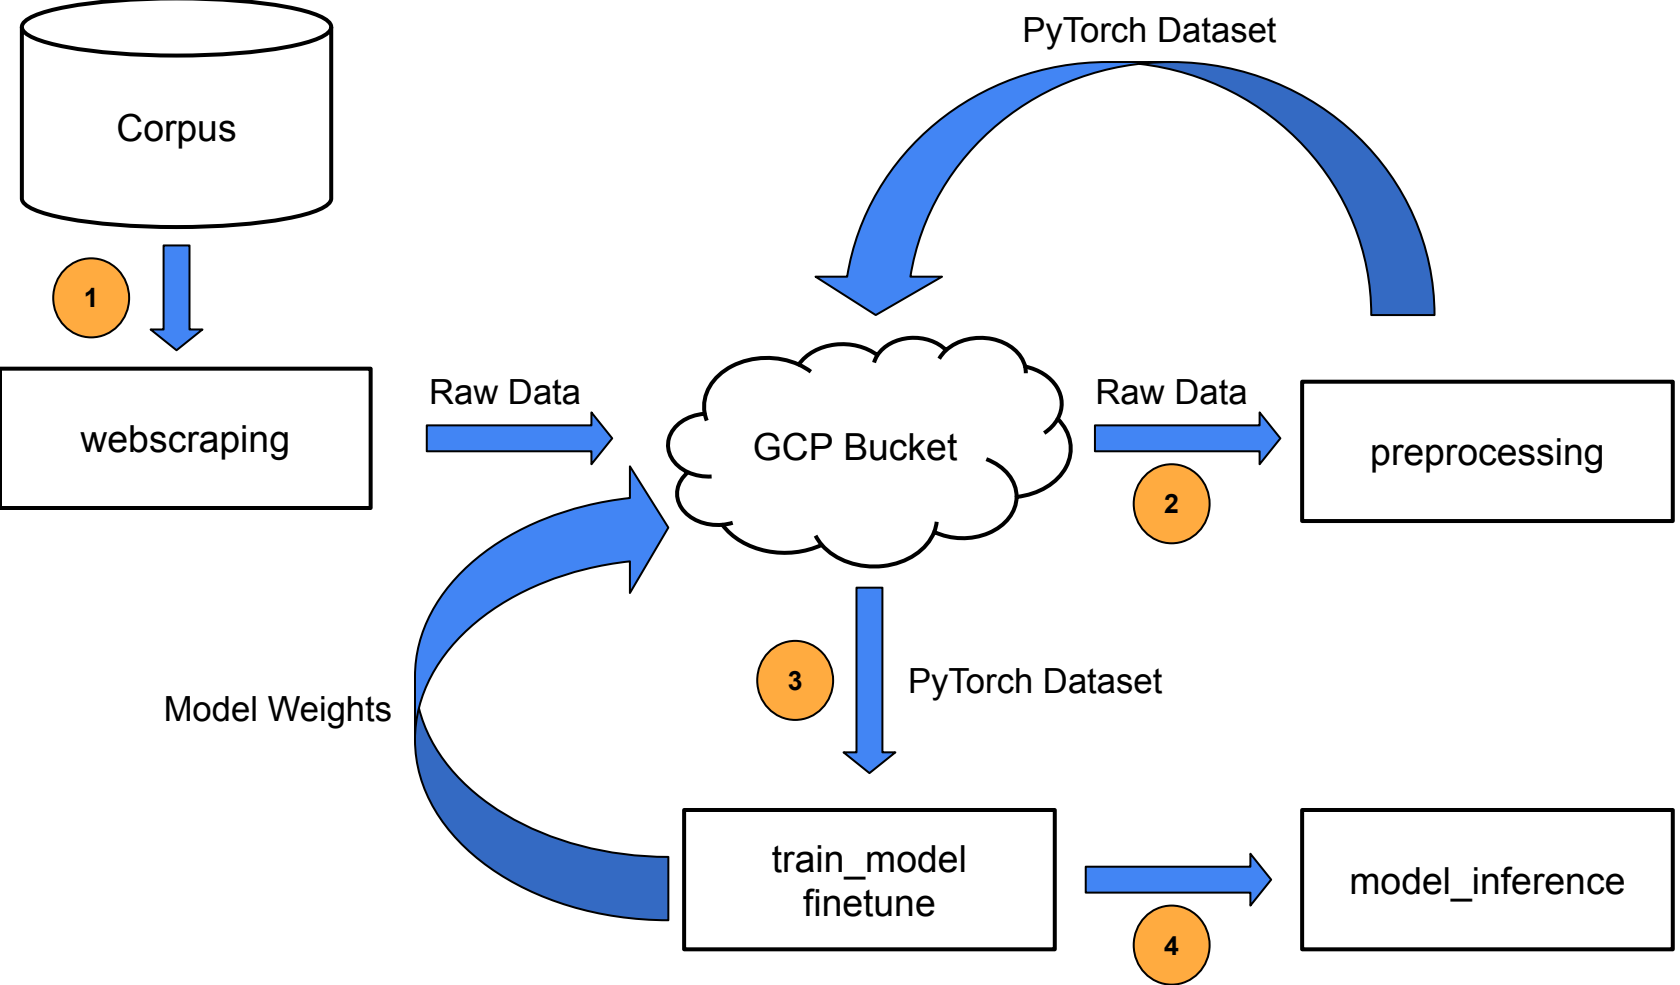 PyTorch Dataset
Corpus
1
webscraping
Raw Data
GCP Bucket
Raw Data
2
preprocessing
3
PyTorch Dataset
Model Weights
train_model
finetune
4
model_inference